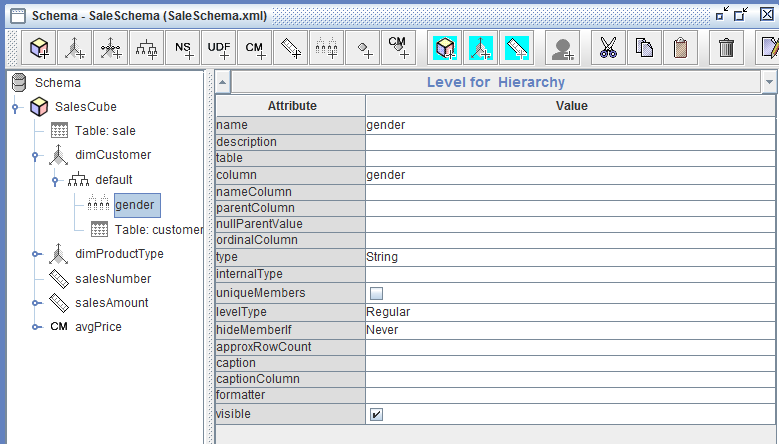 Schema - SaleSchema (SaleSchema.xml)
NS UDF CM CM
Schema
SalesCube
Table: sale
dimCustomer
default
gender
Table: customer
dimProductType
salesNumber
salesAmount
CM avgPrice
Level for Hierarchy
Attribute Value
name gender
description
table
column gender
nameColumn
parentColumn
nullParentValue
ordinalColumn
type String
internalType
uniqueMembers
levelType Regular
hideMemberIf Never
approxRowCount
caption
captionColumn
formatter
visible